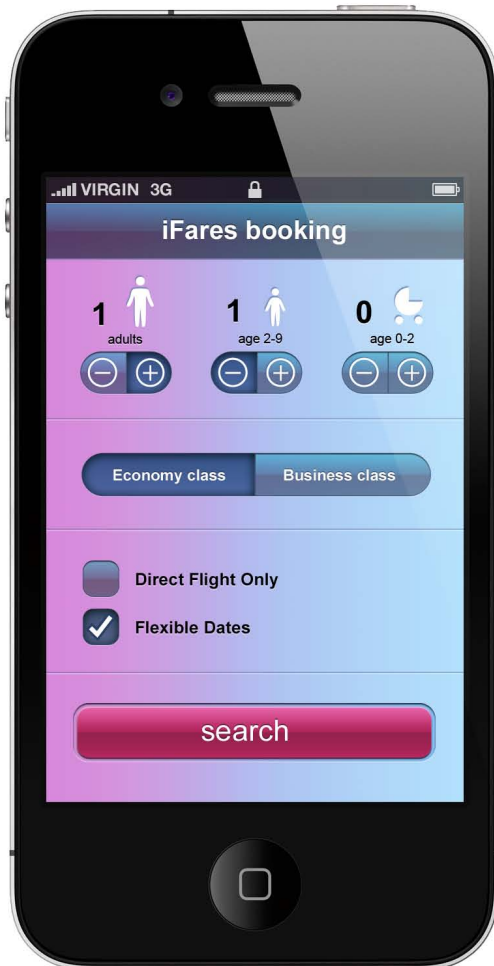 VIRGIN 3G
iFares booking
1 1 0
adults age 2-9 age 0-2
Economy class Business class
Direct Flight Only
Flexible Dates
search